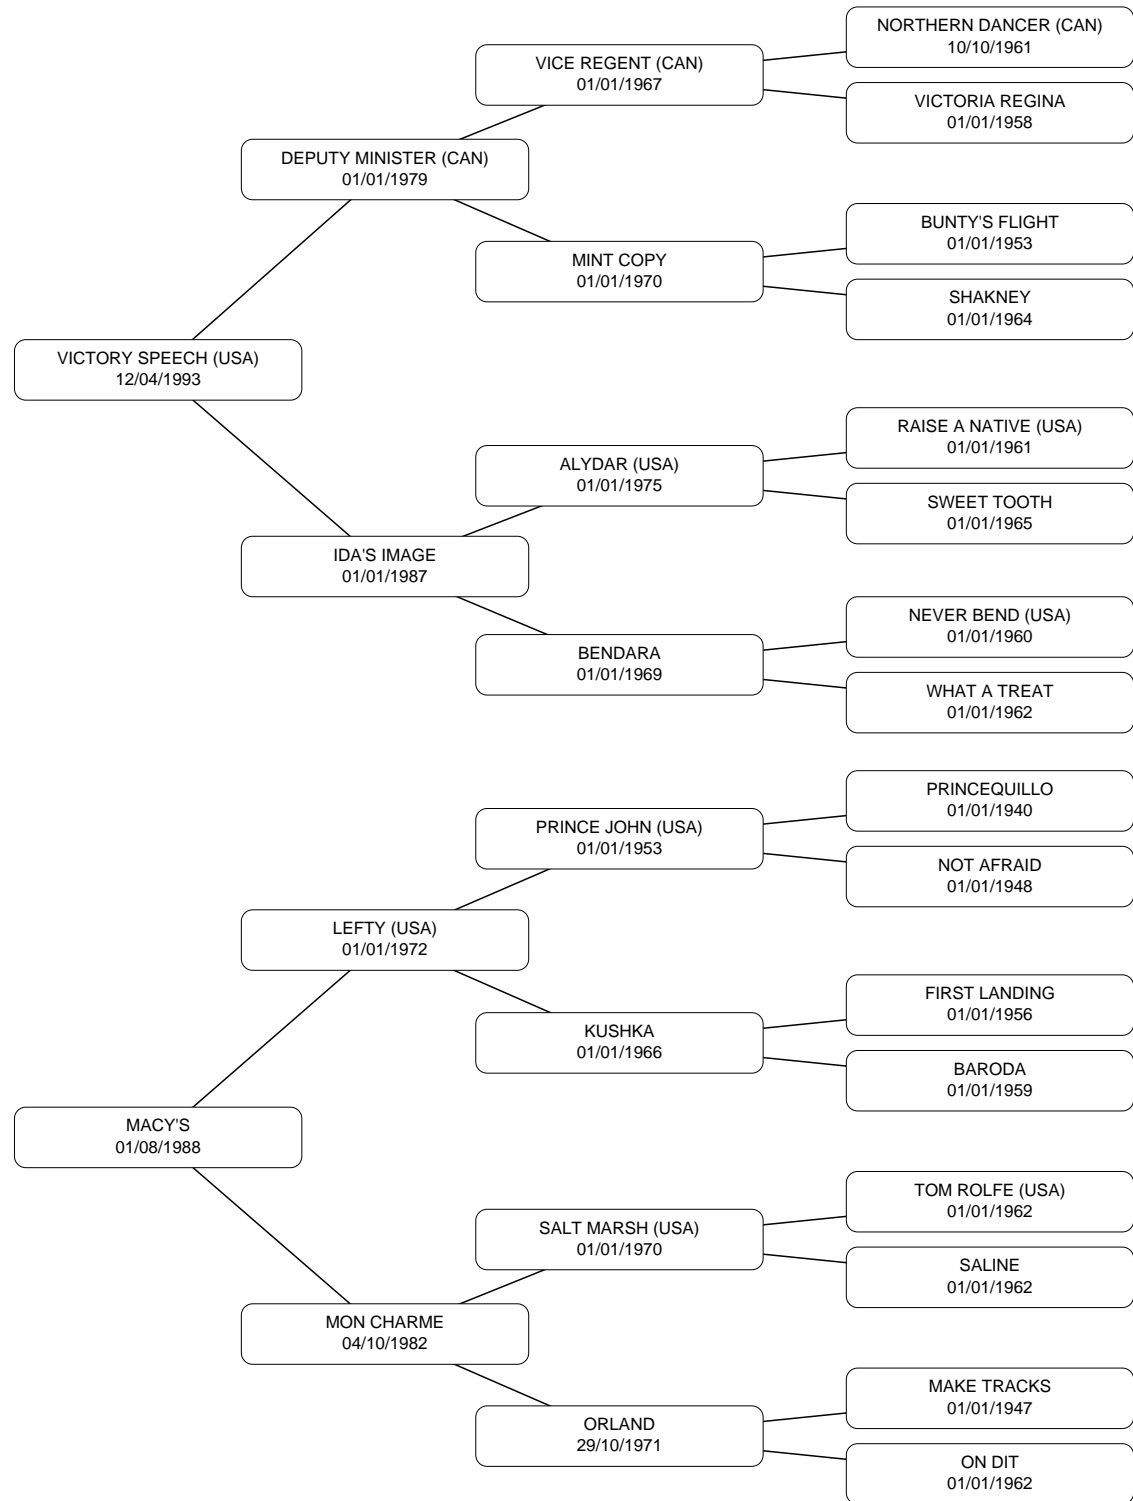 NORTHERN DANCER (CAN)
10/10/1961
VICE REGENT (CAN)
01/01/1967
VICTORIA REGINA
01/01/1958
DEPUTY MINISTER (CAN)
01/01/1979
BUNTY'S FLIGHT
01/01/1953
MINT COPY
01/01/1970
SHAKNEY
01/01/1964
VICTORY SPEECH (USA)
12/04/1993
RAISE A NATIVE (USA)
01/01/1961
ALYDAR (USA)
01/01/1975
SWEET TOOTH
01/01/1965
IDA'S IMAGE
01/01/1987
NEVER BEND (USA)
01/01/1960
BENDARA
01/01/1969
WHAT A TREAT
01/01/1962
PRINCEQUILLO
01/01/1940
PRINCE JOHN (USA)
01/01/1953
NOT AFRAID
01/01/1948
LEFTY (USA)
01/01/1972
FIRST LANDING
01/01/1956
KUSHKA
01/01/1966
BARODA
01/01/1959
MACY'S
01/08/1988
TOM ROLFE (USA)
01/01/1962
SALT MARSH (USA)
01/01/1970
SALINE
01/01/1962
MON CHARME
04/10/1982
MAKE TRACKS
01/01/1947
ORLAND
29/10/1971
ON DIT
01/01/1962